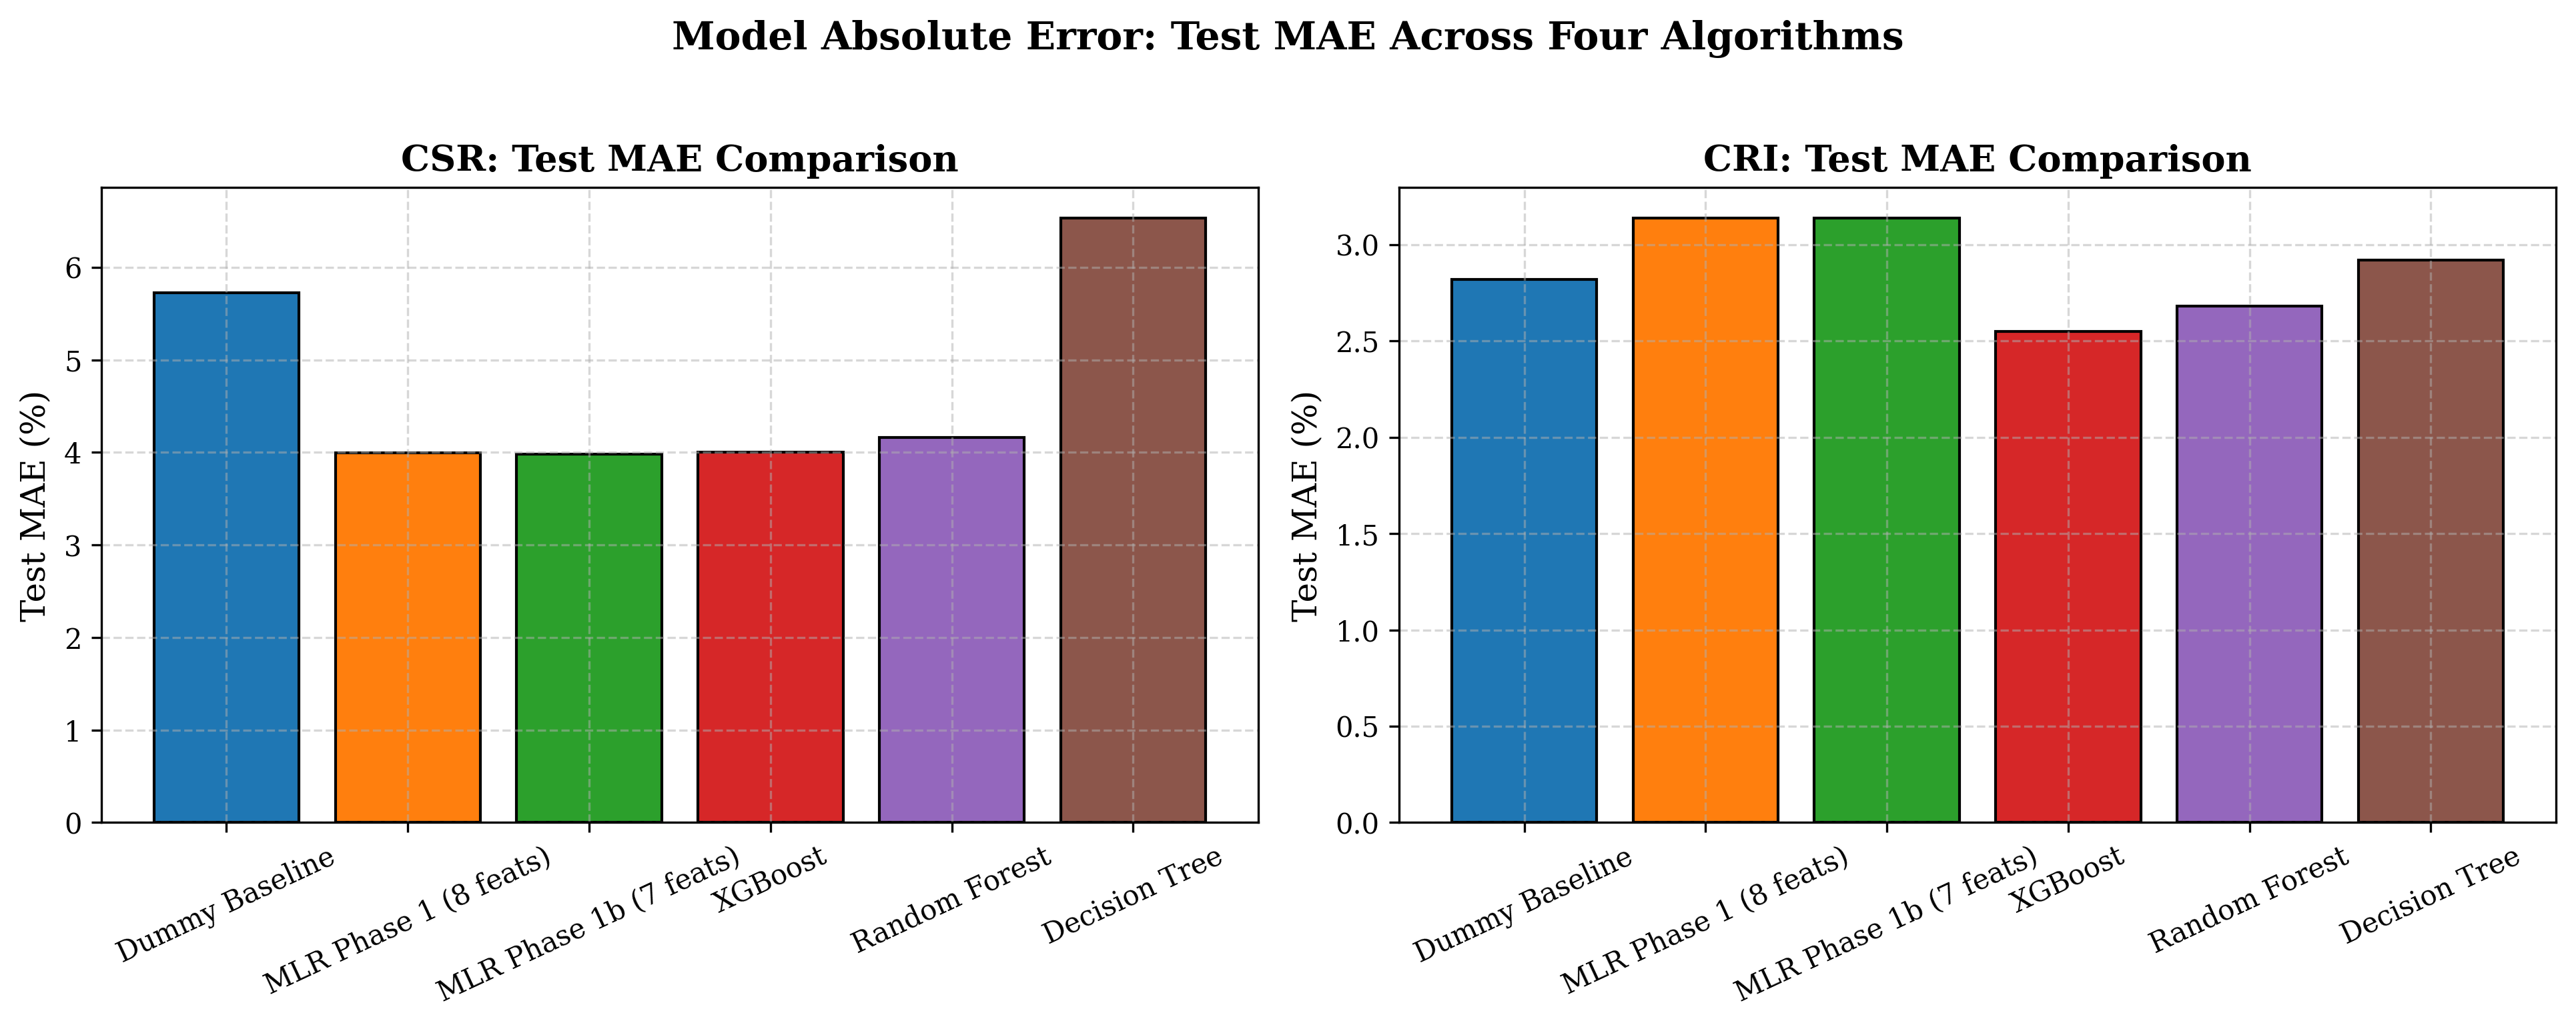 Model Absolute Error: Test MAE Across Four Algorithms
CSR: Test MAE Comparison
Test MAE (%)
6
5
4
3
2
1
0
Dummy Baseline
MLR Phase 1 (8 feats)
MLR Phase 1b (7 feats)
XGBoost
Random Forest
Decision Tree
CRI: Test MAE Comparison
Test MAE (%)
3.0
2.5
2.0
1.5
1.0
0.5
0.0
Dummy Baseline
MLR Phase 1 (8 feats)
MLR Phase 1b (7 feats)
XGBoost
Random Forest
Decision Tree